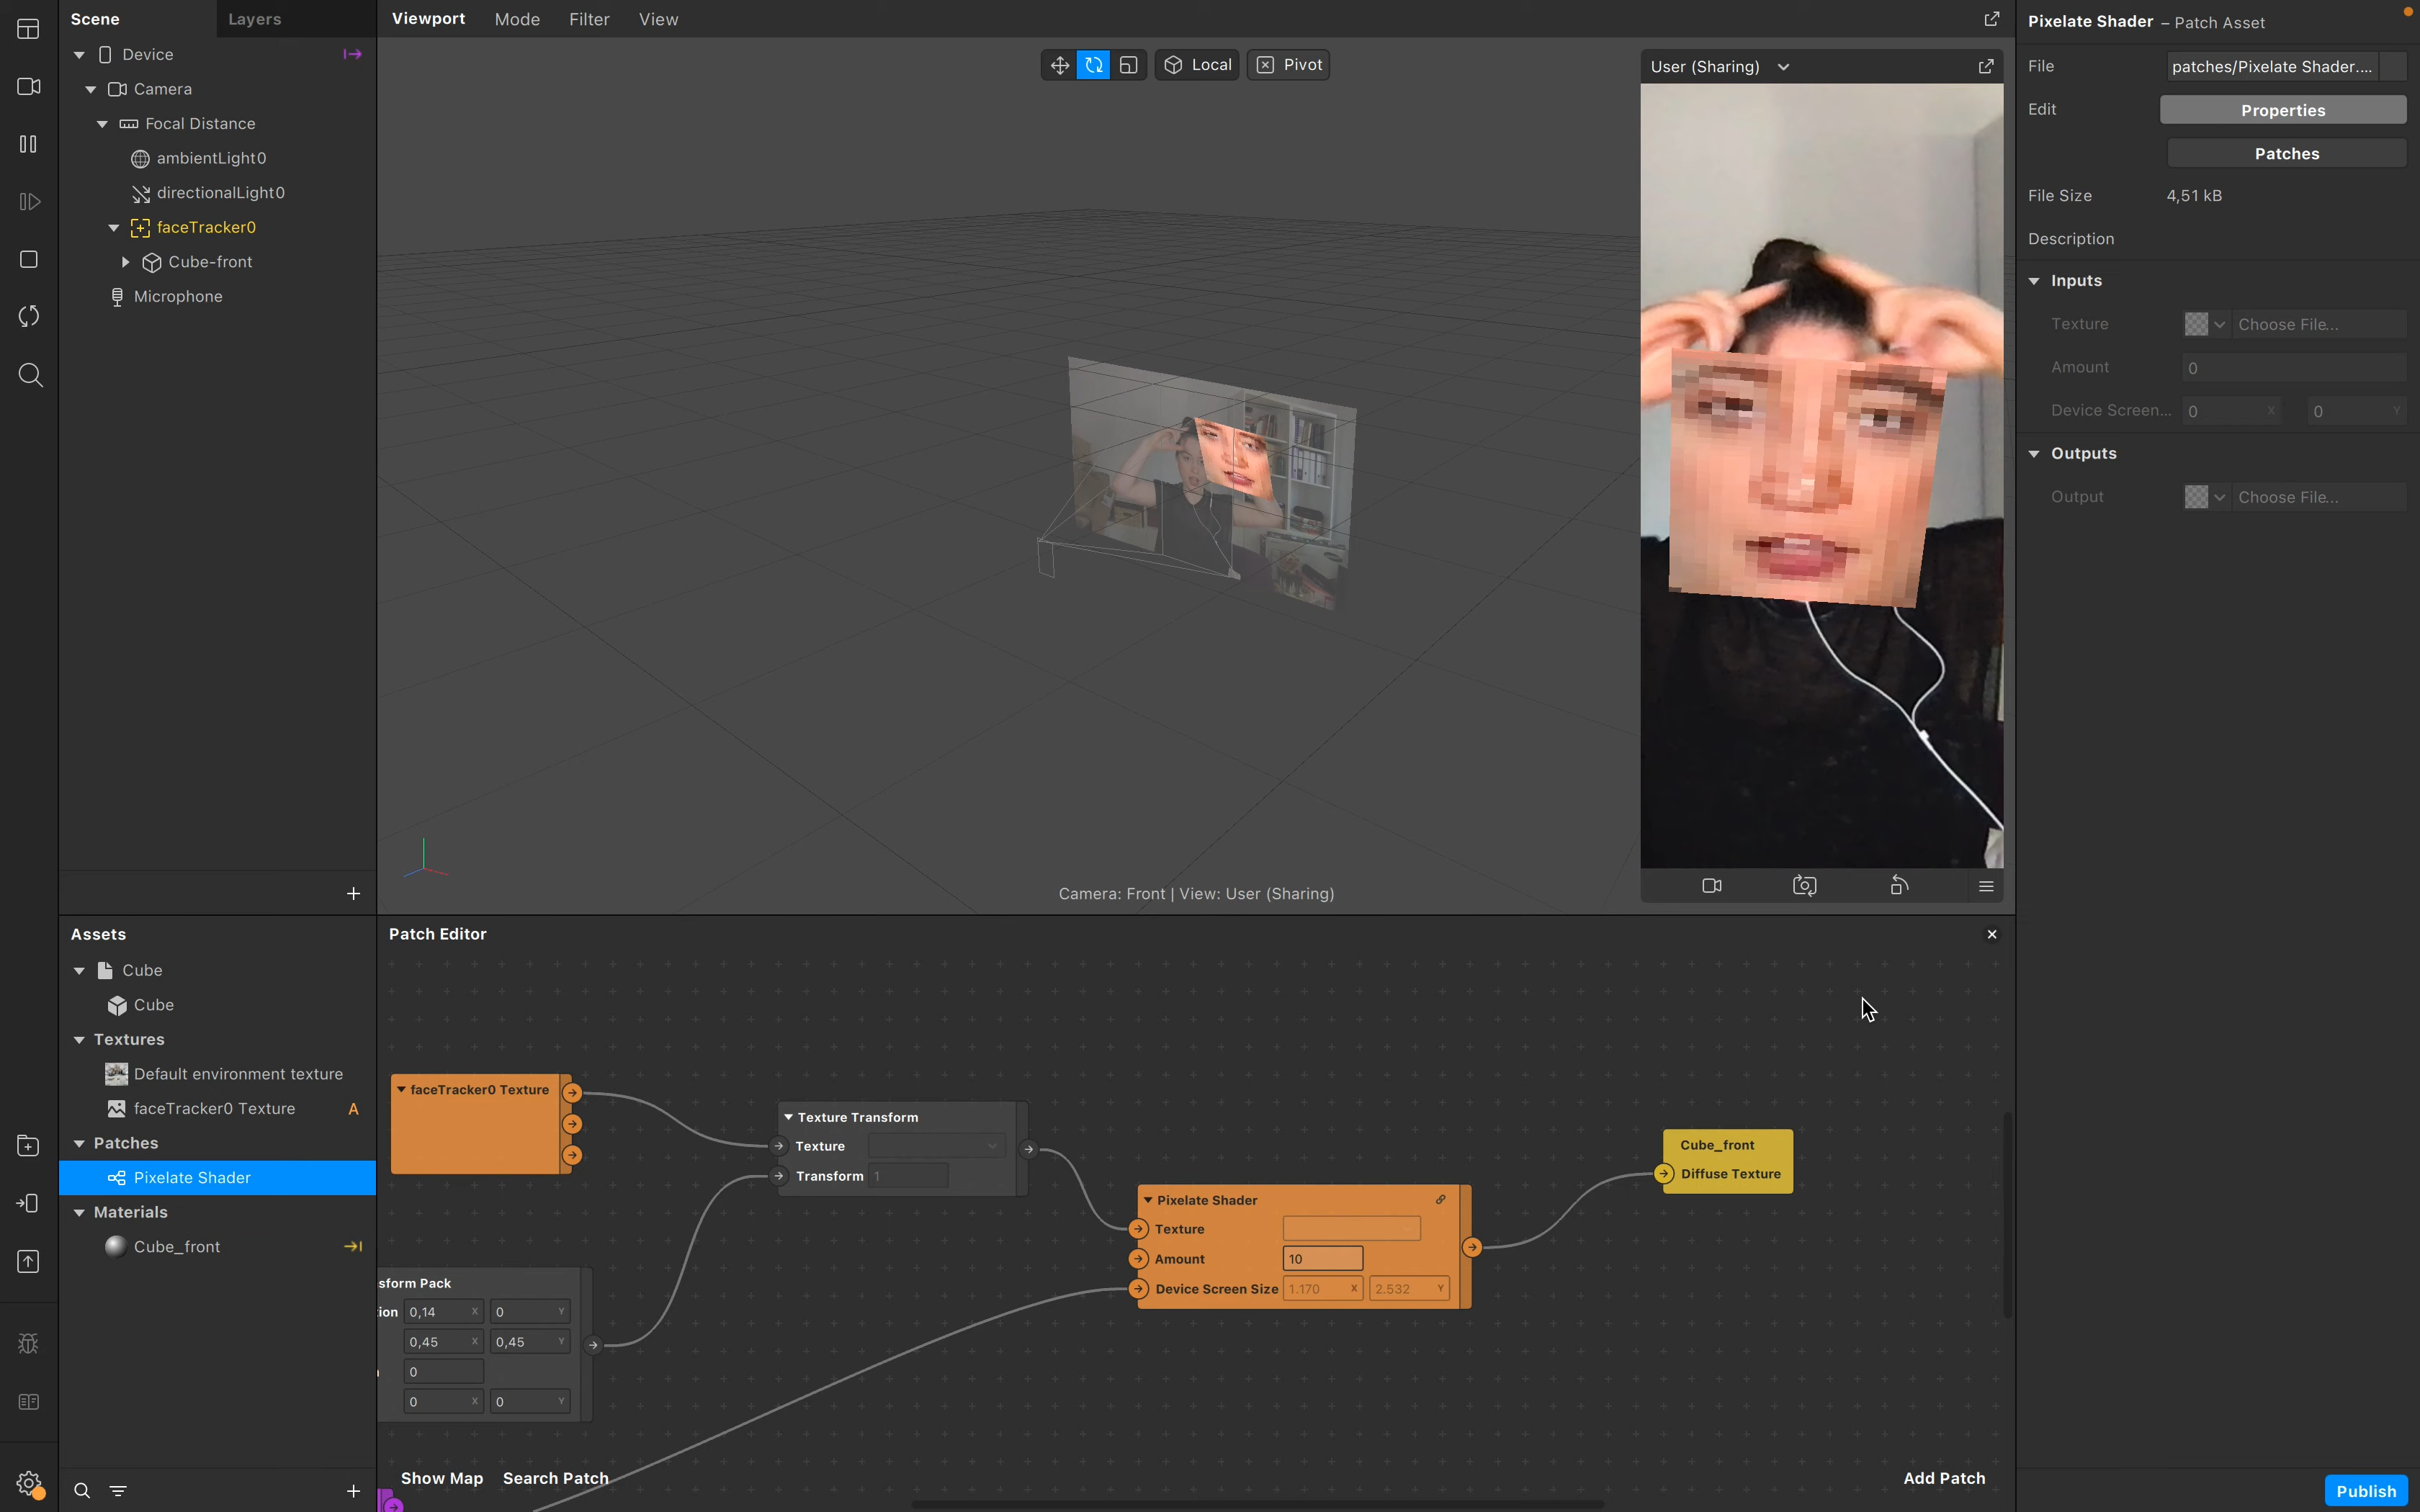 Scene
Layers
Device
Camera
Focal Distance
ambientLight0
directionalLight0
faceTracker0
Cube-front
Microphone
Assets
Cube
Cube
Textures
Default environment texture
faceTracker0 Texture A
Patches
Pixelate Shader
Materials
Cube_front
Viewport Mode Filter View
Local
Pivot
User (Sharing)
Camera: Front | View: User (Sharing)
Patch Editor
faceTracker0 Texture
Texture Transform
Texture
Transform 1
sform Pack
ion 0,14 X 0 Y
0,45 X 0,45 Y
0
0 X 0 Y
Pixelate Shader
Texture
Amount 10
Device Screen Size 1.170 X 2.532 Y
Cube_front
Diffuse Texture
Show Map Search Patch
Add Patch
Pixelate Shader – Patch Asset
File patches/Pixelate Shader....
Edit Properties
Patches
File Size 4,51 kB
Description
Inputs
Texture Choose File...
Amount 0
Device Screen... 0 X 0 Y
Outputs
Output Choose File...
Publish